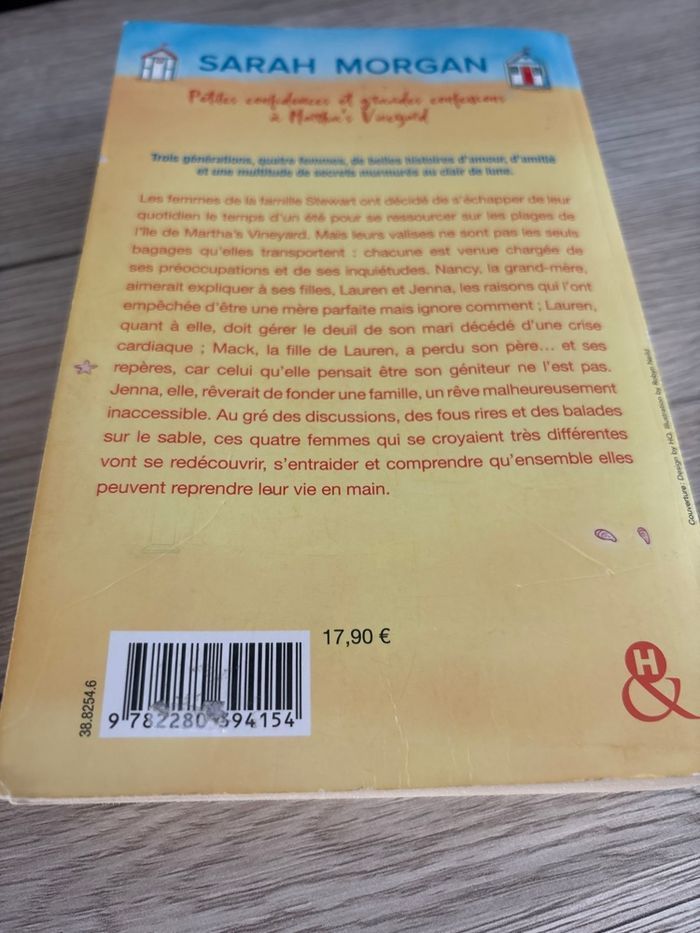 SARAH MORGAN
Petites confidences et grandes confessions
à Martha's Vineyard
Trois générations, quatre femmes, de belles histoires d'amour, d'amitié
et une multitude de secrets murmurés au clair de lune.
Les femmes de la famille Stewart ont décidé de s'échapper de leur
quotidien le temps d'un été pour se ressourcer sur les plages de
l'île de Martha's Vineyard. Mais leurs valises ne sont pas les seuls
bagages qu'elles transportent : chacune est venue chargée de
ses préoccupations et de ses inquiétudes. Nancy, la grand-mère,
aimerait expliquer à ses filles, Lauren et Jenna, les raisons qui l'ont
empêchée d'être une mère parfaite mais ignore comment ; Lauren,
quant à elle, doit gérer le deuil de son mari décédé d'une crise
cardiaque ; Mack, la fille de Lauren, a perdu son père... et ses
repères, car celui qu'elle pensait être son géniteur ne l'est pas.
Jenna, elle, rêverait de fonder une famille, un rêve malheureusement
inaccessible. Au gré des discussions, des fous rires et des balades
sur le sable, ces quatre femmes qui se croyaient très différentes
vont se redécouvrir, s'entraider et comprendre qu'ensemble elles
peuvent reprendre leur vie en main.
Couverture : Design by HQ. Illustration by Robyn Neild
17,90 €
38.8254.6
9 782280 394154
H
&